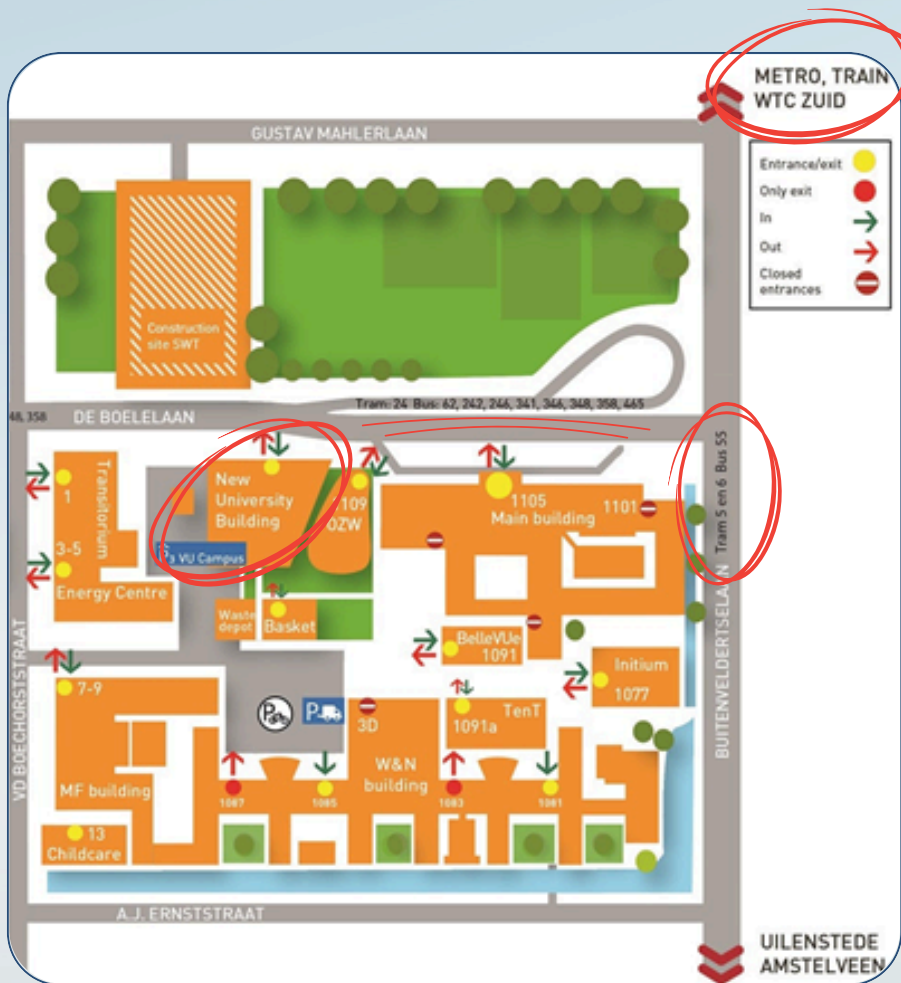 METRO, TRAIN
WTC ZUID
GUSTAV MAHLERLAAN
Entrance/exit
Only exit
In
Out
Closed
entrances
Construction
site SWT
Tram: 24 Bus: 62, 242, 246, 341, 346, 348, 358, 465
48, 358
DE BOELELAAN
Tram 5 en 6 Bus 55
BUITENVELDERTSELAAN
Transitorium
1
3-5
Energy Centre
New
University
Building
VU Campus
1109
OZW
1105
Main building
1101
Waste
depot
Basket
BelleVUe
1091
Initium
1077
VD BOECHORSTSTRAAT
7-9
MF building
P
P
3D
TenT
1091a
W&N
building
1087
1085
1083
1081
13
Childcare
A.J. ERNSTSTRAAT
UILENSTEDE
AMSTELVEEN